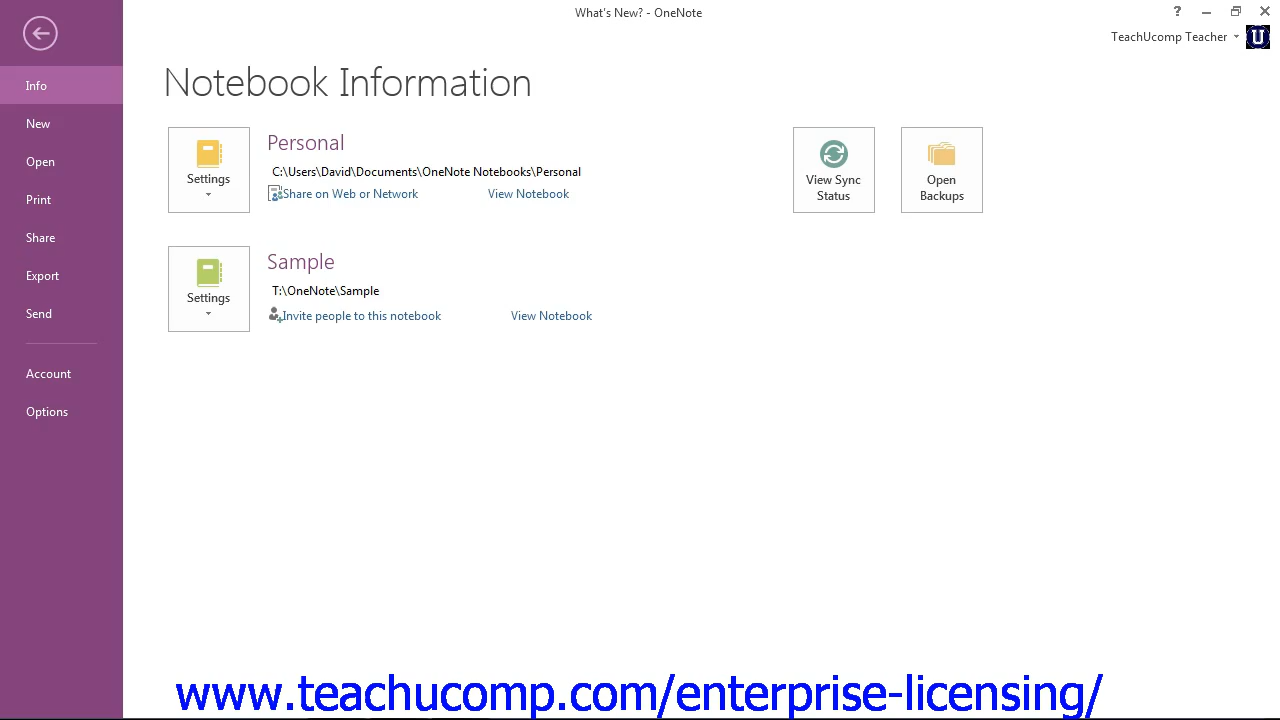 What's New? - OneNote
?
TeachUcomp Teacher
U
Info
New
Open
Print
Share
Export
Send
Account
Options
Notebook Information
Settings
Personal
C:\Users\David\Documents\OneNote Notebooks\Personal
Share on Web or Network
View Notebook
View Sync
Status
Open
Backups
Settings
Sample
T:\OneNote\Sample
Invite people to this notebook
View Notebook
www.teachucomp.com/enterprise-licensing/